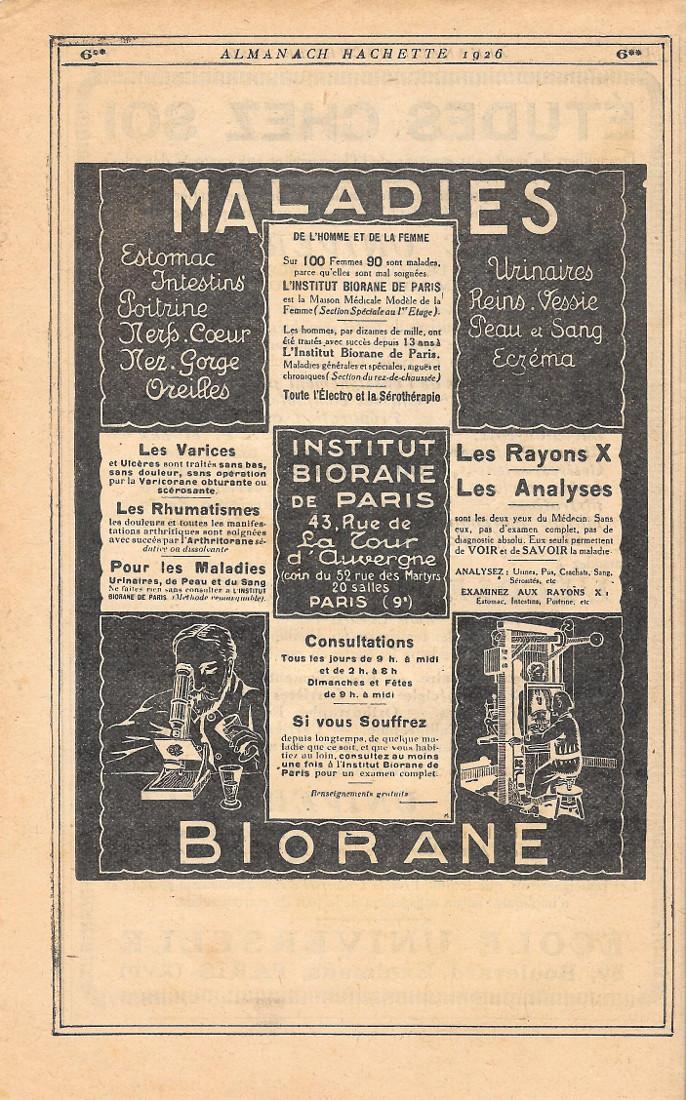 6** ALMANACH HACHETTE 1926 6**
MALADIES
Estomac
Intestins
Poitrine
Nerfs. Cœur
Nez. Gorge
Oreilles
DE L'HOMME ET DE LA FEMME
Sur 100 Femmes 90 sont malades,
parce qu'elles sont mal soignées.
L'INSTITUT BIORANE DE PARIS
est la Maison Médicale Modèle de la
Femme (Section Spéciale au 1er Etage).
Les hommes, par dizaines de mille, ont
été traités avec succès depuis 13 ans à
L'Institut Biorane de Paris.
Maladies générales et spéciales, aiguës et
chroniques (Section du rez-de-chaussée)
Toute l'Électro et la Sérothérapie
Urinaires
Reins. Vessie
Peau et Sang
Eczéma
Les Varices
et Ulcères sont traités sans bas,
sans douleur, sans opération
par la Varicorane obturante ou
sclérosante.
Les Rhumatismes
les douleurs et toutes les manifes-
tations arthritiques sont soignées
avec succès par l'Arthritorane sé-
dative ou dissolvante
Pour les Maladies
Urinaires, de Peau et du Sang
Ne faites rien sans consulter à L'INSTITUT
BIORANE DE PARIS. (Méthode remarquable).
INSTITUT
BIORANE
DE PARIS
43, Rue de
La Tour
d'Auvergne
(coin du 52 rue des Martyrs
20 salles
PARIS (9e)
Les Rayons X
Les Analyses
sont les deux yeux du Médecin. Sans
eux, pas d'examen complet, pas de
diagnostic absolu. Eux seuls permettent
de VOIR et de SAVOIR la maladie.
ANALYSEZ: Urines, Pus, Crachats, Sang,
Sérosités, etc
EXAMINEZ AUX RAYONS X:
Estomac, Intestins, Poitrine, etc
Consultations
Tous les jours de 9 h. à midi
et de 2 h. à 8 h
Dimanches et Fêtes
de 9 h. à midi
Si vous Souffrez
depuis longtemps, de quelque ma-
ladie que ce soit, et que vous habi-
tiez au loin, consultez au moins
une fois à l'Institut Biorane de
Paris pour un examen complet.
Renseignements gratuits
BIORANE